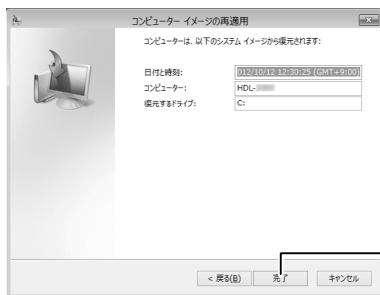 コンピューター イメージの再適用
コンピューターは、以下のシステム イメージから復元されます:
日付と時刻: 012/10/12 12:30:25 (GMT+9:00)
コンピューター: HDL-
復元するドライブ: C:
< 戻る(B) 完了 キャンセル